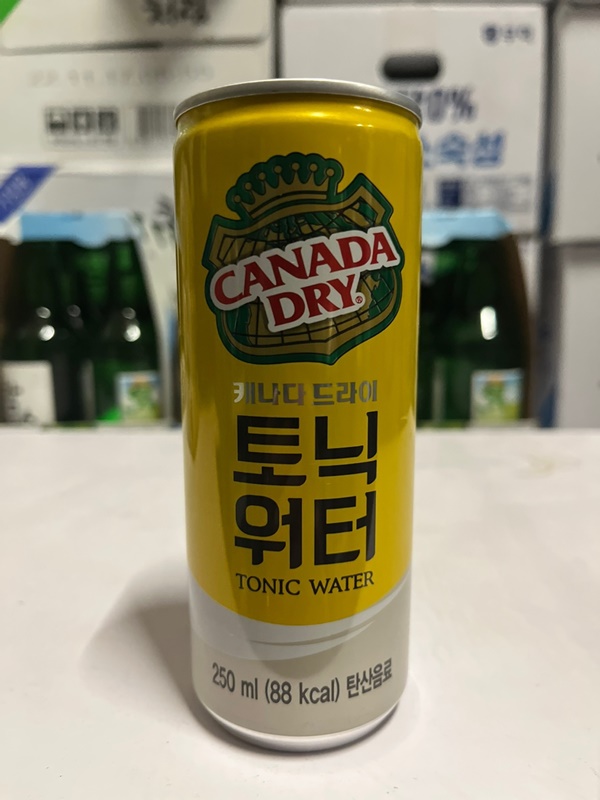 CANADA
DRY®
캐나다 드라이
토닉
워터
TONIC WATER
250 ml (88 kcal) 탄산음료